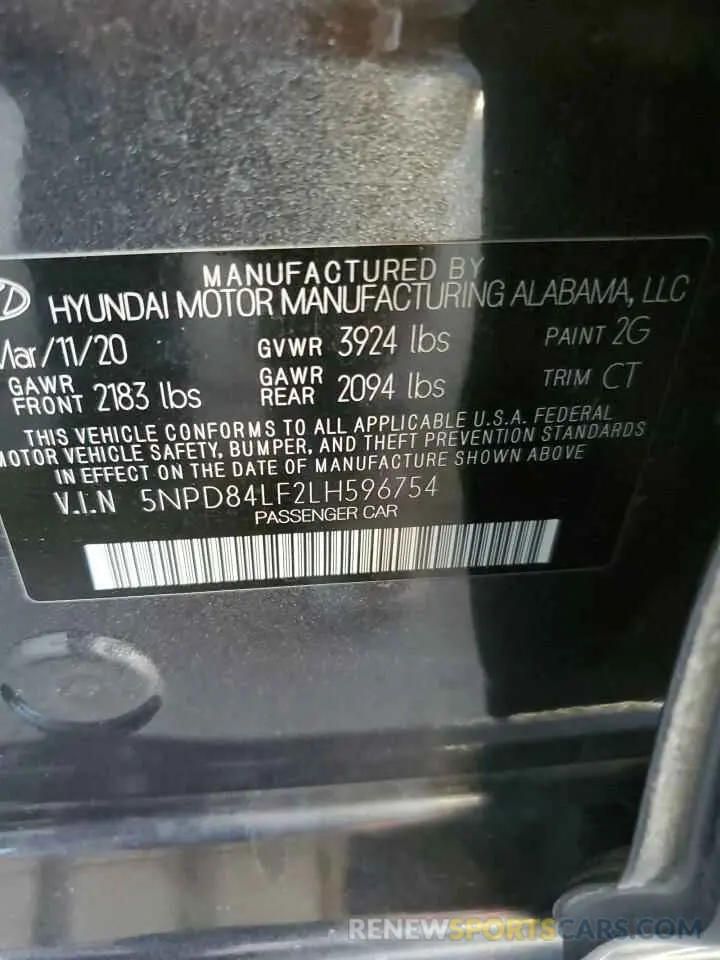 MANUFACTURED BY
HYUNDAI MOTOR MANUFACTURING ALABAMA, LLC
Mar/11/20 GVWR 3924 lbs PAINT 2G
GAWR FRONT 2183 lbs GAWR REAR 2094 lbs TRIM CT
THIS VEHICLE CONFORMS TO ALL APPLICABLE U.S.A. FEDERAL
MOTOR VEHICLE SAFETY, BUMPER, AND THEFT PREVENTION STANDARDS
IN EFFECT ON THE DATE OF MANUFACTURE SHOWN ABOVE
V.I.N 5NPD84LF2LH596754
PASSENGER CAR
RENEWSPORTSCARS.COM